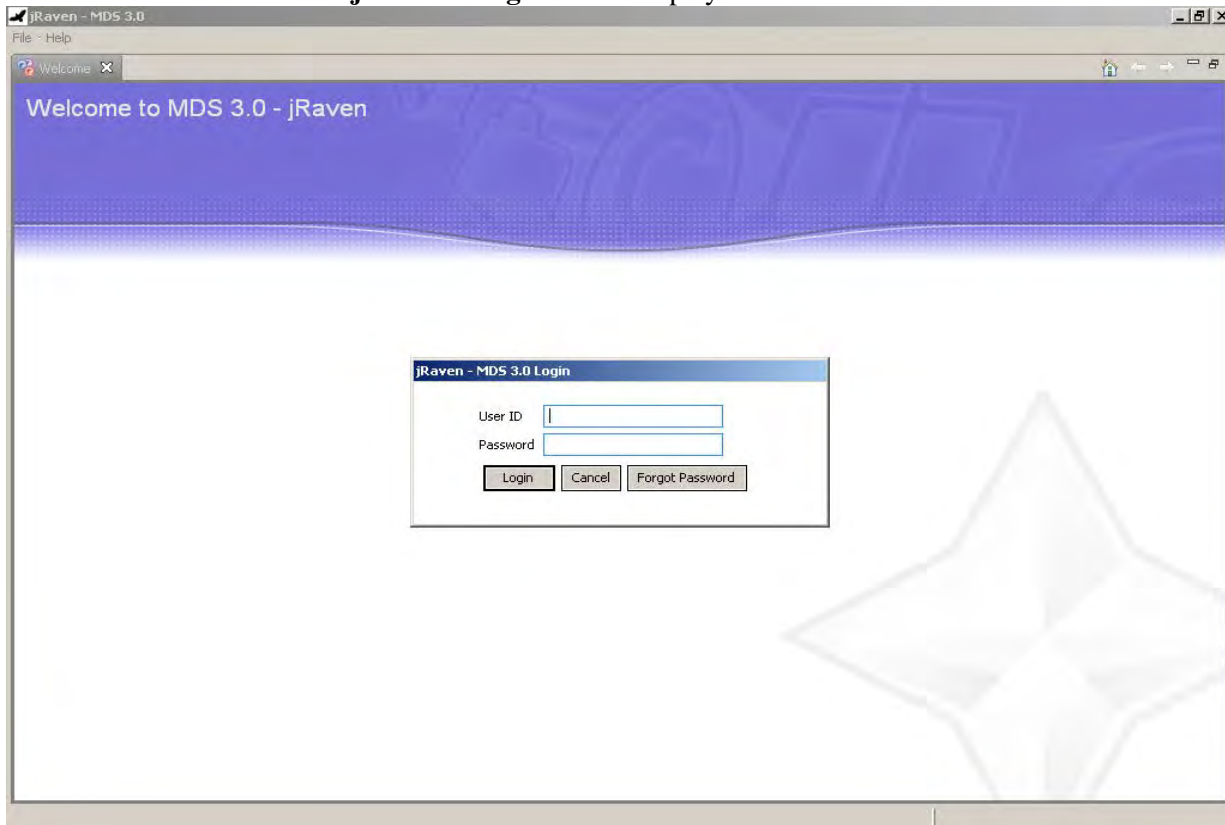 jRaven - MDS 3.0
File Help
Welcome
Welcome to MDS 3.0 - jRaven
jRaven - MDS 3.0 Login
User ID
Password
Login Cancel Forgot Password